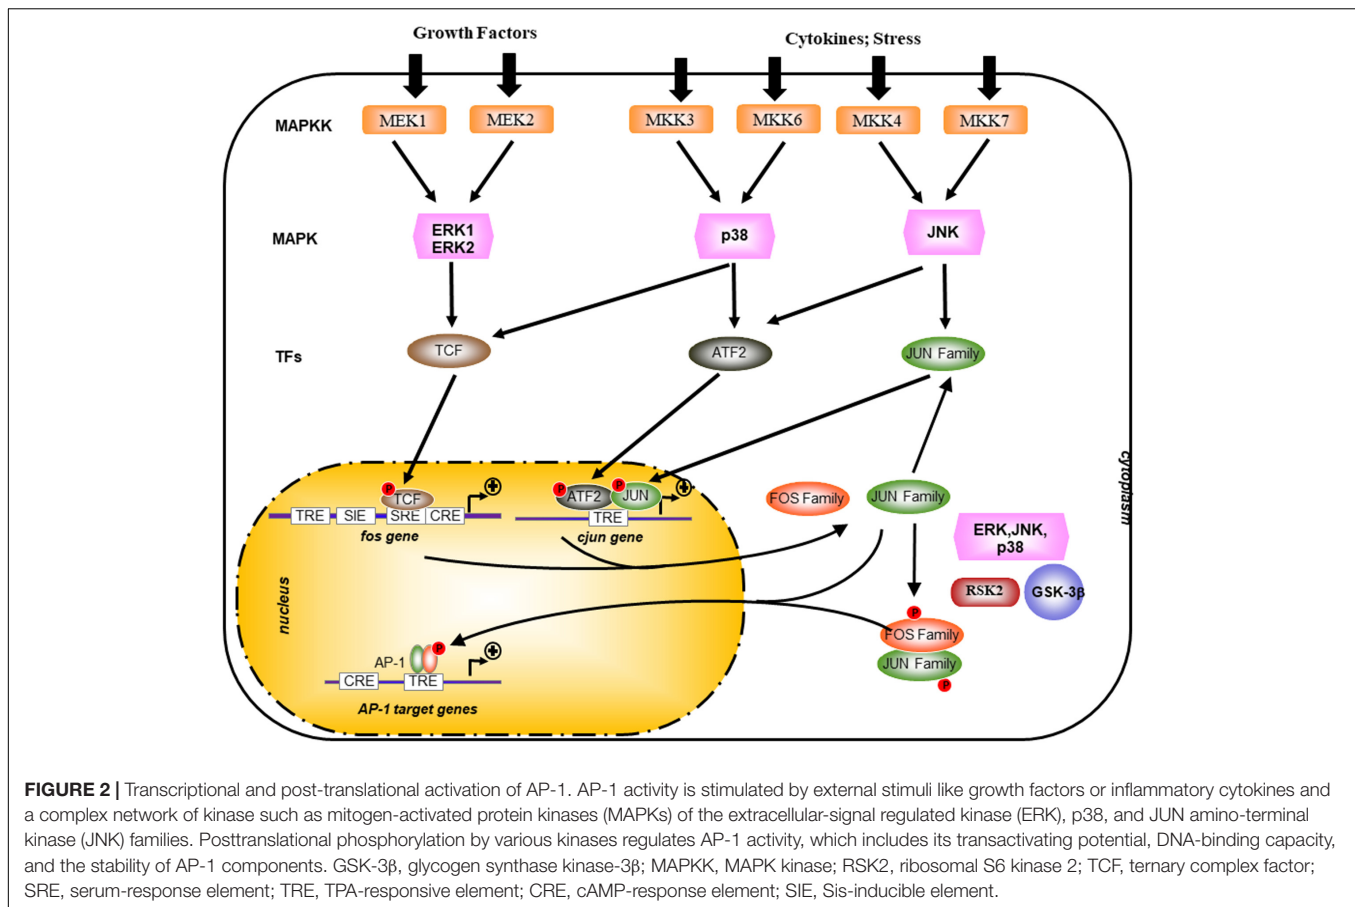 Growth Factors
Cytokines; Stress
MAPKK
MEK1
MEK2
MKK3
MKK6
MKK4
MKK7
MAPK
ERK1
ERK2
p38
JNK
TFs
TCF
ATF2
JUN Family
cytoplasm
P
TCF
TRE
SIE
SRE
CRE
fos gene
P
ATF2
P
JUN
TRE
cjun gene
FOS Family
JUN Family
ERK,JNK,
p38
RSK2
GSK-3β
P
FOS Family
JUN Family
P
nucleus
AP-1
P
CRE
TRE
AP-1 target genes
FIGURE 2 | Transcriptional and post-translational activation of AP-1. AP-1 activity is stimulated by external stimuli like growth factors or inflammatory cytokines and
a complex network of kinase such as mitogen-activated protein kinases (MAPKs) of the extracellular-signal regulated kinase (ERK), p38, and JUN amino-terminal
kinase (JNK) families. Posttranslational phosphorylation by various kinases regulates AP-1 activity, which includes its transactivating potential, DNA-binding capacity,
and the stability of AP-1 components. GSK-3β, glycogen synthase kinase-3β; MAPKK, MAPK kinase; RSK2, ribosomal S6 kinase 2; TCF, ternary complex factor;
SRE, serum-response element; TRE, TPA-responsive element; CRE, cAMP-response element; SIE, Sis-inducible element.